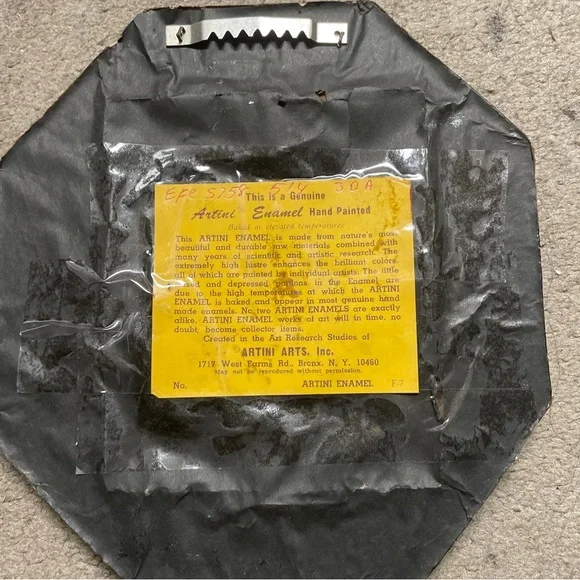 EFC 5758 514 30A
This is a Genuine
Artini Enamel Hand Painted
Baked at elevated temperatures
This ARTINI ENAMEL is made from nature's most
beautiful and durable raw materials combined with
many years of scientific and artistic research. The
extremely high lustre enhances the brilliant colors,
all of which are painted by individual artists. The little
raised and depressed portions in the Enamel are
due to the high temperatures at which the ARTINI
ENAMEL is baked and appear in most genuine hand
made enamels. No two ARTINI ENAMELS are exactly
alike. ARTINI ENAMEL works of art will in time, no
doubt, become collector items.
Created in the Art Research Studios of
ARTINI ARTS, Inc.
1719 West Farms Rd., Bronx, N. Y. 10460
May not be reproduced without permission.
No. ARTINI ENAMEL E-7